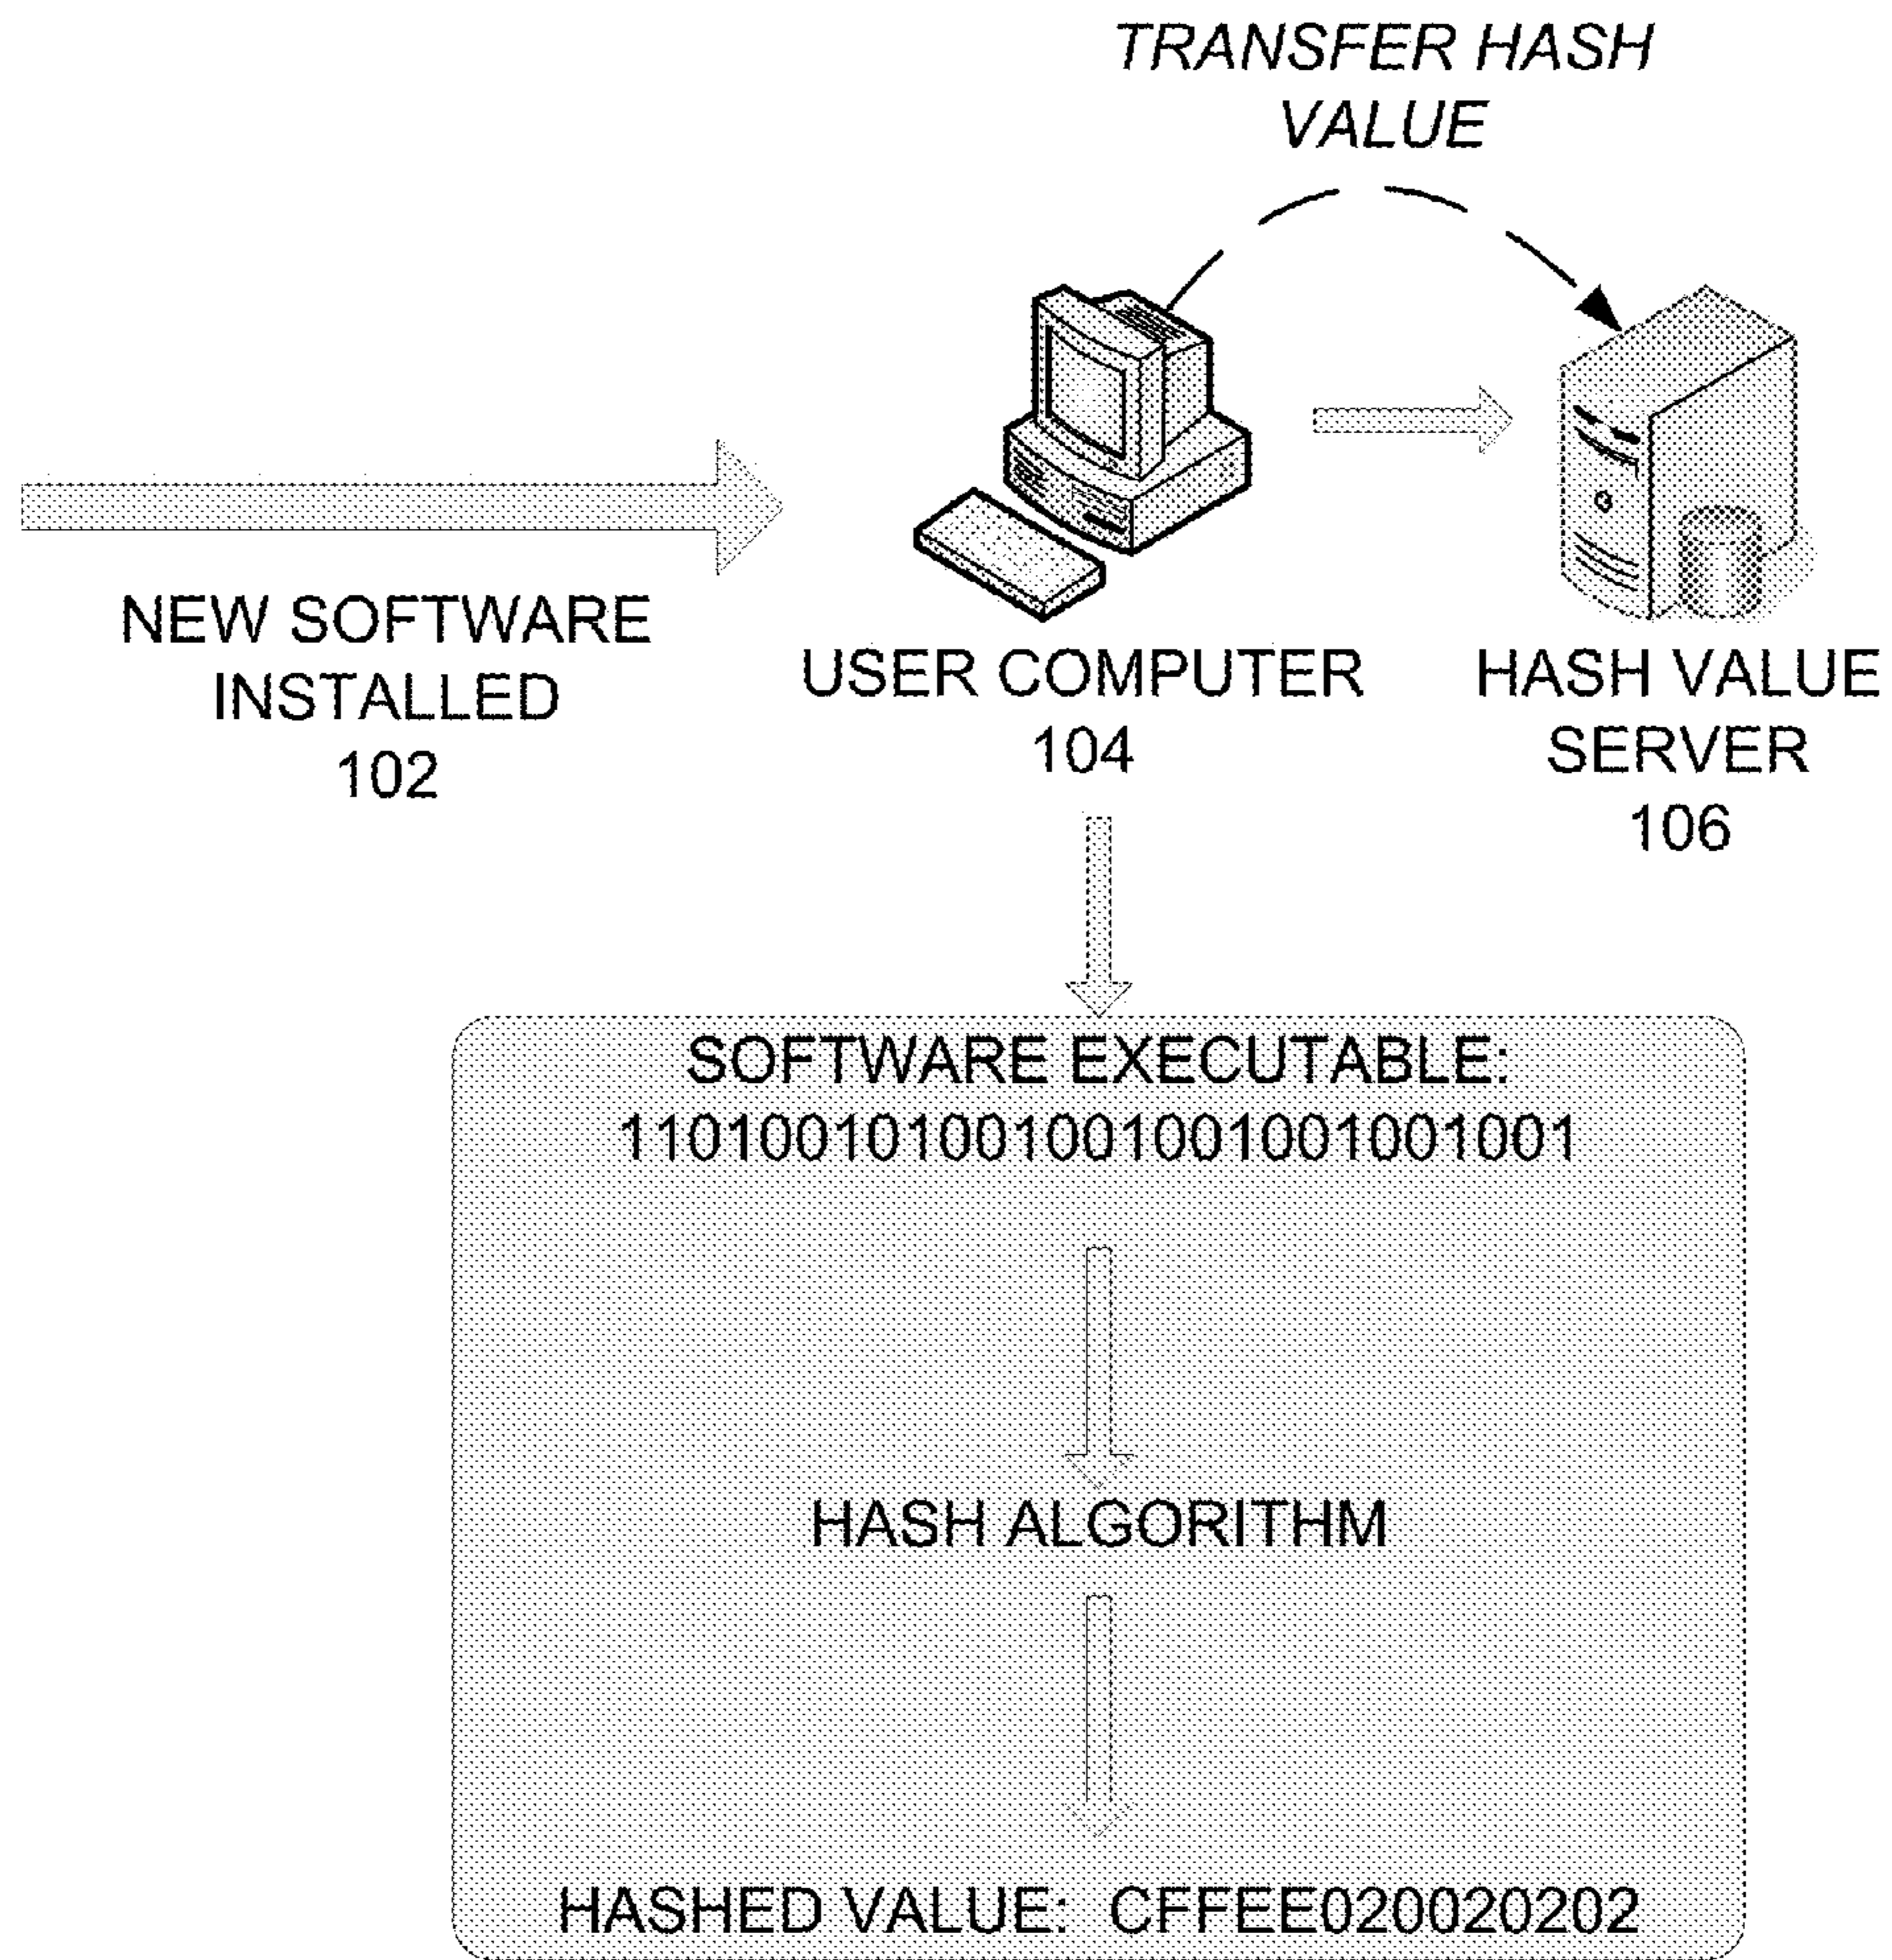 TRANSFER HASH
VALUE
NEW SOFTWARE
INSTALLED
102
USER COMPUTER
104
HASH VALUE
SERVER
106
SOFTWARE EXECUTABLE:
1101001010010010010010010001
HASH ALGORITHM
HASHED VALUE: CFFEE020020202